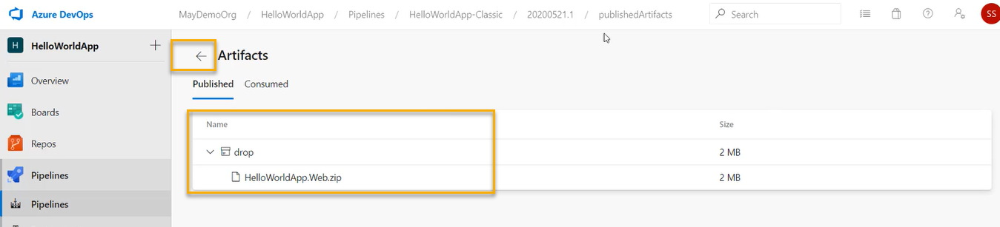 Azure DevOps MayDemoOrg / HelloWorldApp / Pipelines / HelloWorldApp-Classic / 20200521.1 / publishedArtifacts Search SS
H HelloWorldApp +
Artifacts
Overview
Published Consumed
Boards
Name Size
Repos
drop 2 MB
Pipelines
HelloWorldApp.Web.zip 2 MB
Pipelines